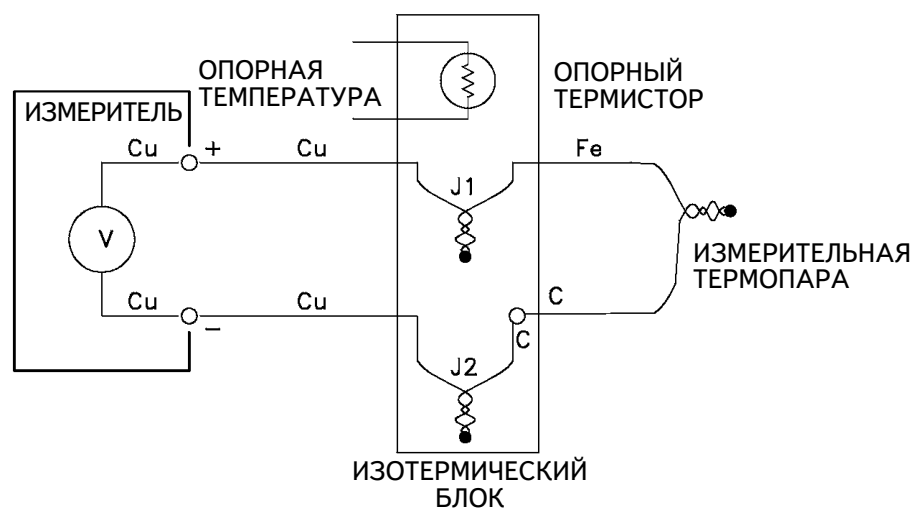 ОПОРНАЯ
ТЕМПЕРАТУРА
ОПОРНЫЙ
ТЕРМИСТОР
ИЗМЕРИТЕЛЬ
Cu + Cu
Fe
J1
V
ИЗМЕРИТЕЛЬНАЯ
ТЕРМОПАРА
Cu Cu
C
−
C
J2
ИЗОТЕРМИЧЕСКИЙ
БЛОК